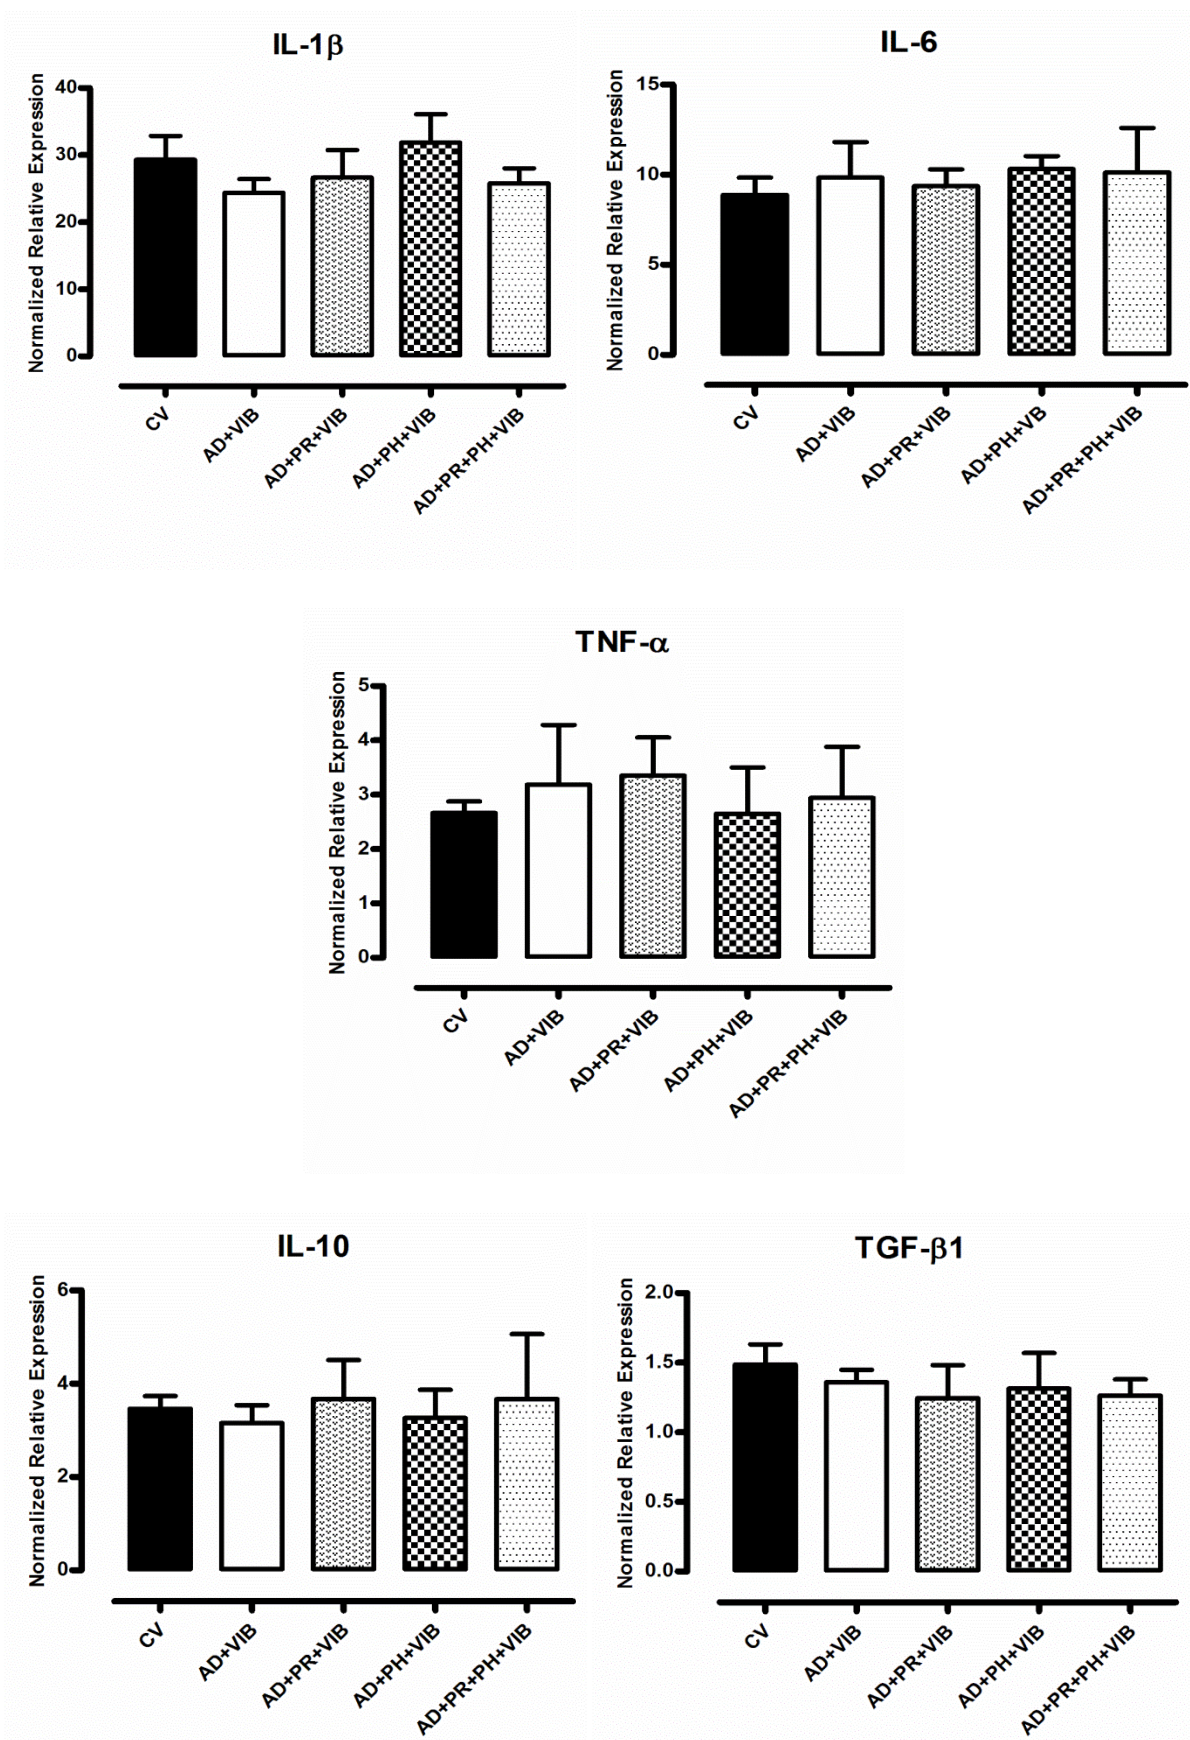 IL-1β
Normalized Relative Expression
40
30
20
10
0
CV
AD+VIB
AD+PR+VIB
AD+PH+VIB
AD+PR+PH+VIB
IL-6
Normalized Relative Expression
15
10
5
0
CV
AD+VIB
AD+PR+VIB
AD+PH+VIB
AD+PR+PH+VIB
TNF-α
Normalized Relative Expression
5
4
3
2
1
0
CV
AD+VIB
AD+PR+VIB
AD+PH+VIB
AD+PR+PH+VIB
IL-10
Normalized Relative Expression
6
4
2
0
CV
AD+VIB
AD+PR+VIB
AD+PH+VIB
AD+PR+PH+VIB
TGF-β1
Normalized Relative Expression
2.0
1.5
1.0
0.5
0.0
CV
AD+VIB
AD+PR+VIB
AD+PH+VIB
AD+PR+PH+VIB